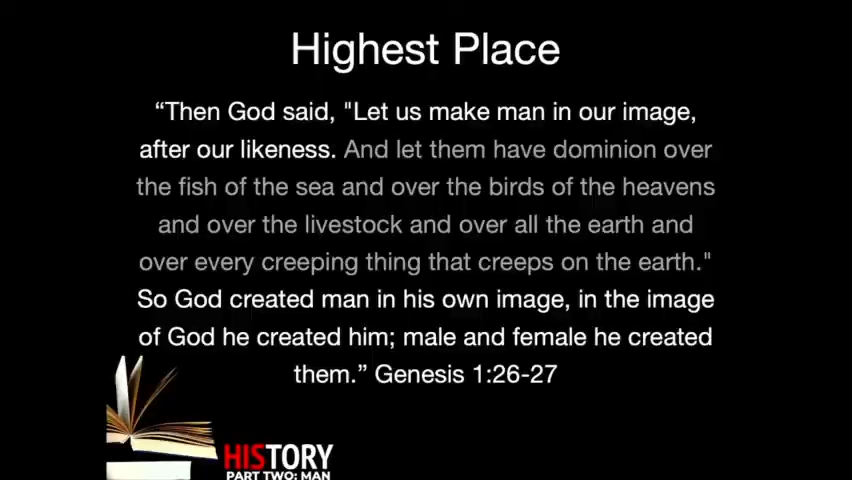 Highest Place
“Then God said, "Let us make man in our image,
after our likeness. And let them have dominion over
the fish of the sea and over the birds of the heavens
and over the livestock and over all the earth and
over every creeping thing that creeps on the earth."
So God created man in his own image, in the image
of God he created him; male and female he created
them.” Genesis 1:26-27
HISTORY
PART TWO: MAN